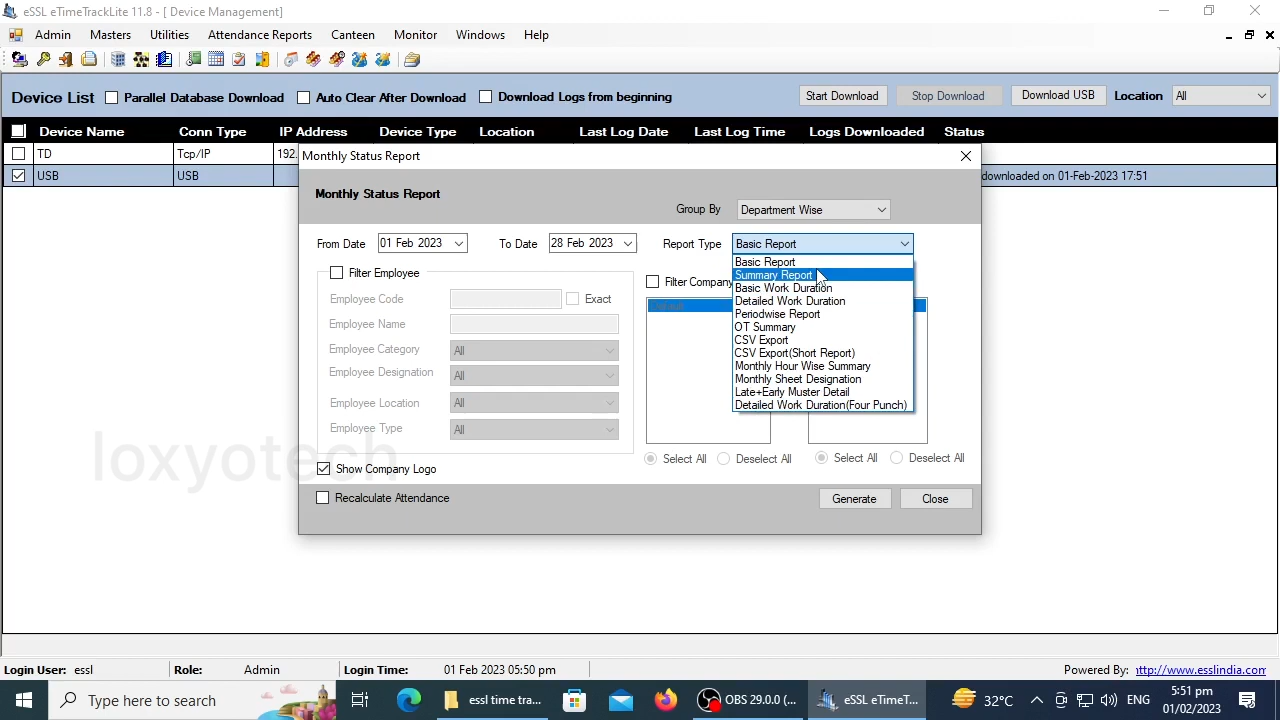 eSSL eTimeTrackLite 11.8 - [ Device Management]
Admin Masters Utilities Attendance Reports Canteen Monitor Windows Help
Device List Parallel Database Download Auto Clear After Download Download Logs from beginning Start Download Stop Download Download USB Location All
Device Name Conn Type IP Address Device Type Location Last Log Date Last Log Time Logs Downloaded Status
TD Tcp/IP 192.
USB USB downloaded on 01-Feb-2023 17:51
Monthly Status Report
Monthly Status Report
Group By Department Wise
From Date 01 Feb 2023 To Date 28 Feb 2023 Report Type Basic Report
Basic Report
Summary Report
Basic Work Duration
Detailed Work Duration
Periodwise Report
OT Summary
CSV Export
CSV Export(Short Report)
Monthly Hour Wise Summary
Monthly Sheet Designation
Late+Early Muster Detail
Detailed Work Duration(Four Punch)
Filter Employee Filter Company
Employee Code Exact
Employee Name
Employee Category All
Employee Designation All
Employee Location All
Employee Type All
Select All Deselect All Select All Deselect All
Show Company Logo
Recalculate Attendance Generate Close
loxyotech
Login User: essl Role: Admin Login Time: 01 Feb 2023 05:50 pm Powered By: ttp://www.esslindia.com
Type here to search essl time tra... OBS 29.0.0 (... eSSL eTimeT... 32°C ENG 5:51 pm
01/02/2023